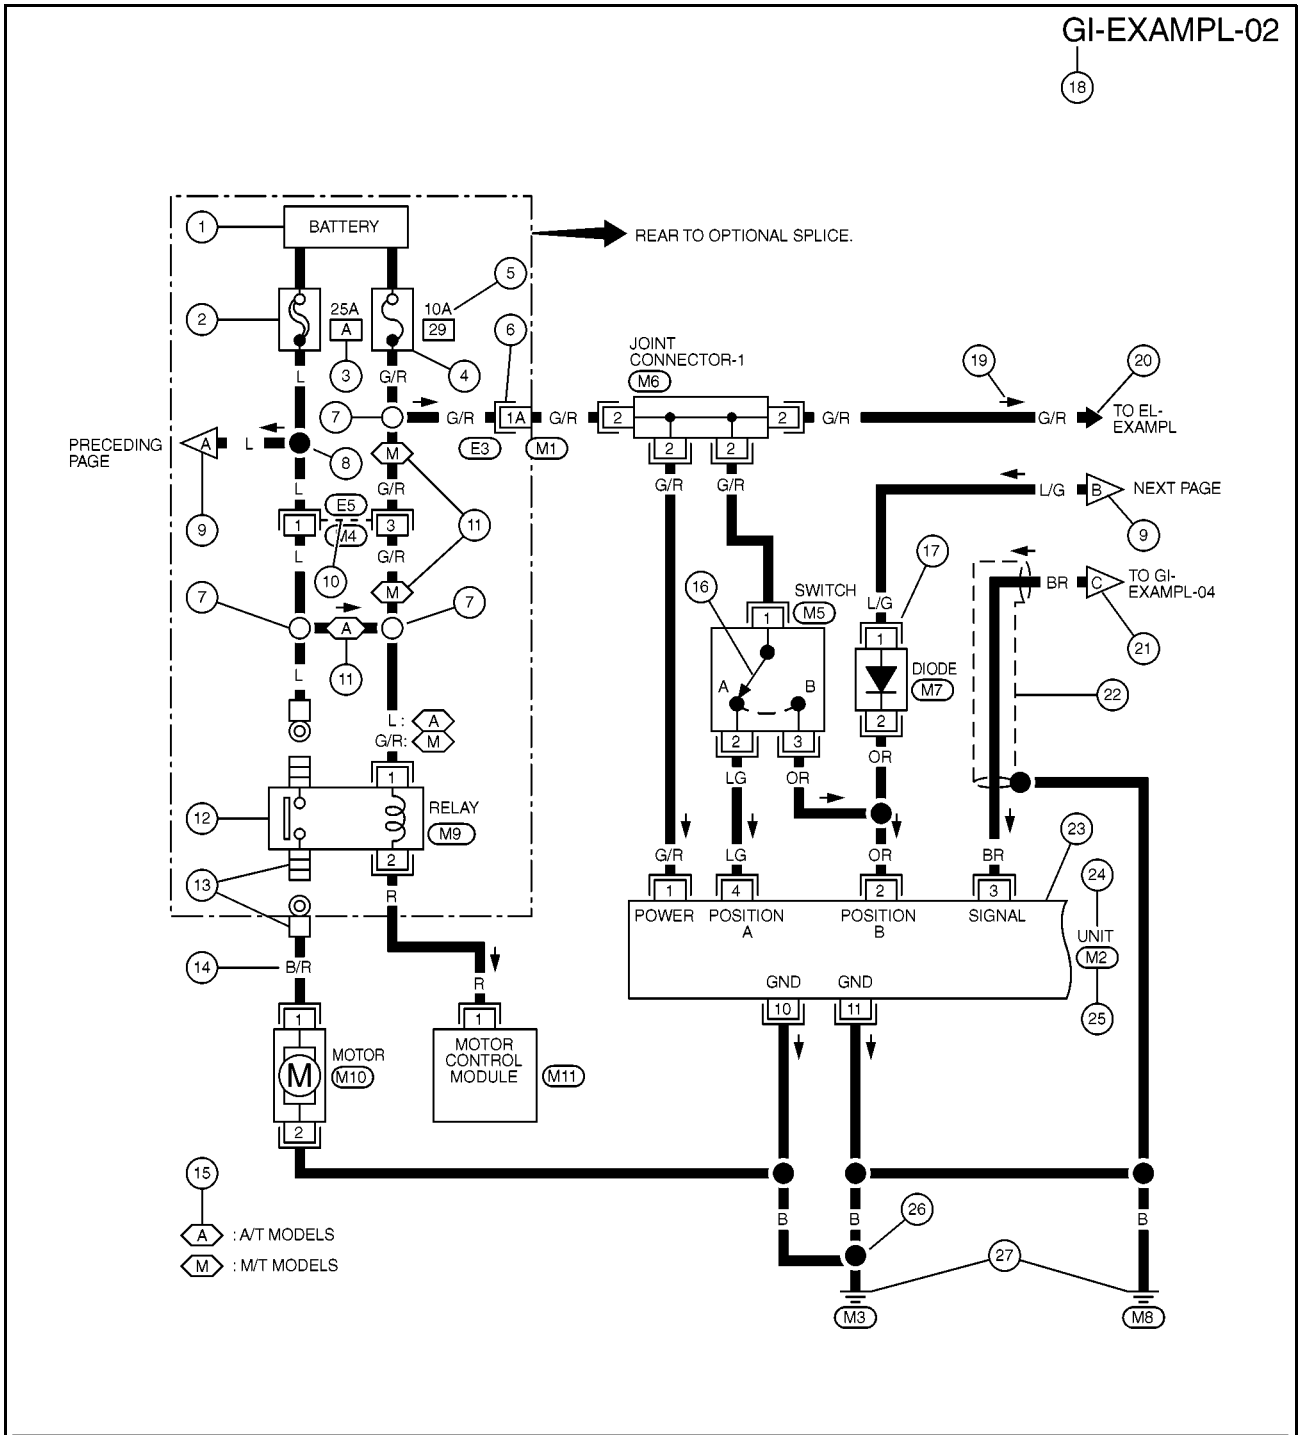 GI-EXAMPL-02
18
1
BATTERY
REAR TO OPTIONAL SPLICE.
5
2
25A
A
10A
29
6
3
4
L
G/R
JOINT
CONNECTOR-1
M6
19
20
7
G/R
1A
G/R
2
2
G/R
G/R
TO EL-
EXAMPL
PRECEDING
PAGE
A
L
8
M
E3
M1
2
2
L
G/R
G/R
G/R
L/G
B
NEXT PAGE
9
E5
1
3
M4
11
9
L
G/R
17
10
BR
C
TO GI-
EXAMPL-04
16
SWITCH
M5
7
M
7
L/G
1
1
A
21
L
11
DIODE
M7
22
A
B
L :
A
G/R:
M
2
2
3
LG
OR
OR
1
12
RELAY
M9
23
2
G/R
LG
OR
BR
13
R
1
4
2
3
24
POWER
POSITION
A
POSITION
B
SIGNAL
UNIT
M2
14
B/R
R
GND
GND
10
11
25
1
1
MOTOR
M10
M
MOTOR
CONTROL
MODULE
M11
2
15
B
B
B
26
A
: A/T MODELS
M
: M/T MODELS
27
M3
M8